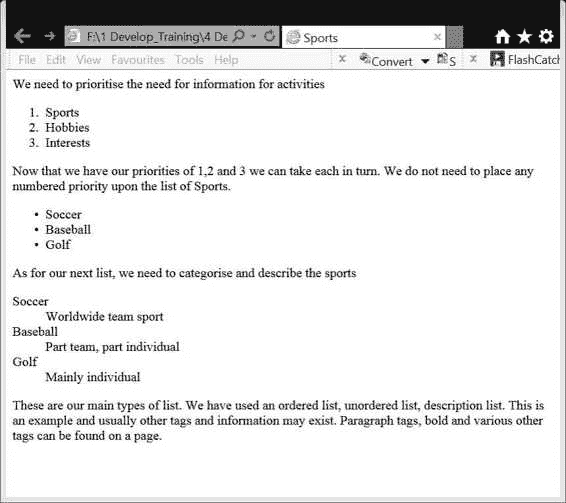 F:\1 Develop_Training\4 De
Sports
File Edit View Favourites Tools Help
Convert
S
FlashCatch
We need to prioritise the need for information for activities
1. Sports
2. Hobbies
3. Interests
Now that we have our priorities of 1,2 and 3 we can take each in turn. We do not need to place any
numbered priority upon the list of Sports.
• Soccer
• Baseball
• Golf
As for our next list, we need to categorise and describe the sports
Soccer
Worldwide team sport
Baseball
Part team, part individual
Golf
Mainly individual
These are our main types of list. We have used an ordered list, unordered list, description list. This is
an example and usually other tags and information may exist. Paragraph tags, bold and various other
tags can be found on a page.